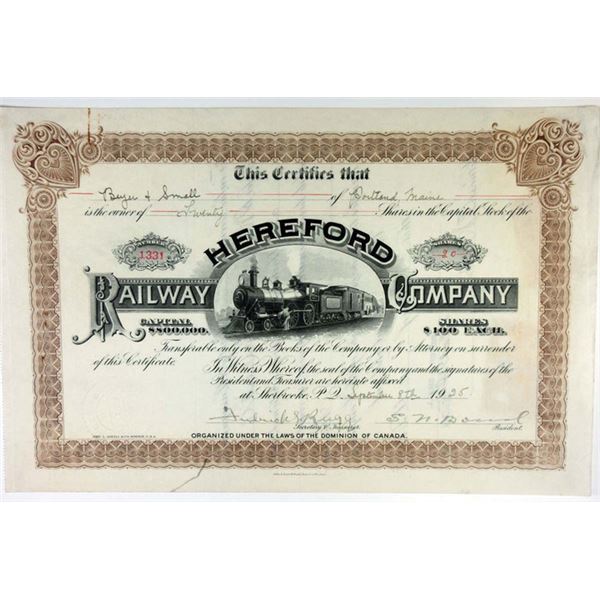 This Certifies that
Beyer & Small of Portland Maine
is the owner of Twenty Shares in the Capital Stock of the
HEREFORD
NUMBER 1331
SHARES 20
RAILWAY COMPANY
CAPITAL $800,000.
SHARES $100 EACH.
Transferable only on the Books of the Company or by Attorney on surrender
of this Certificate. In Witness Whereof, the seal of the Company and the signatures of the
President and Treasurer are hereunto affixed
at Sherbrooke, P. Q. September 8th 1925
Secretary & Treasurer.
President.
ORGANIZED UNDER THE LAWS OF THE DOMINION OF CANADA.